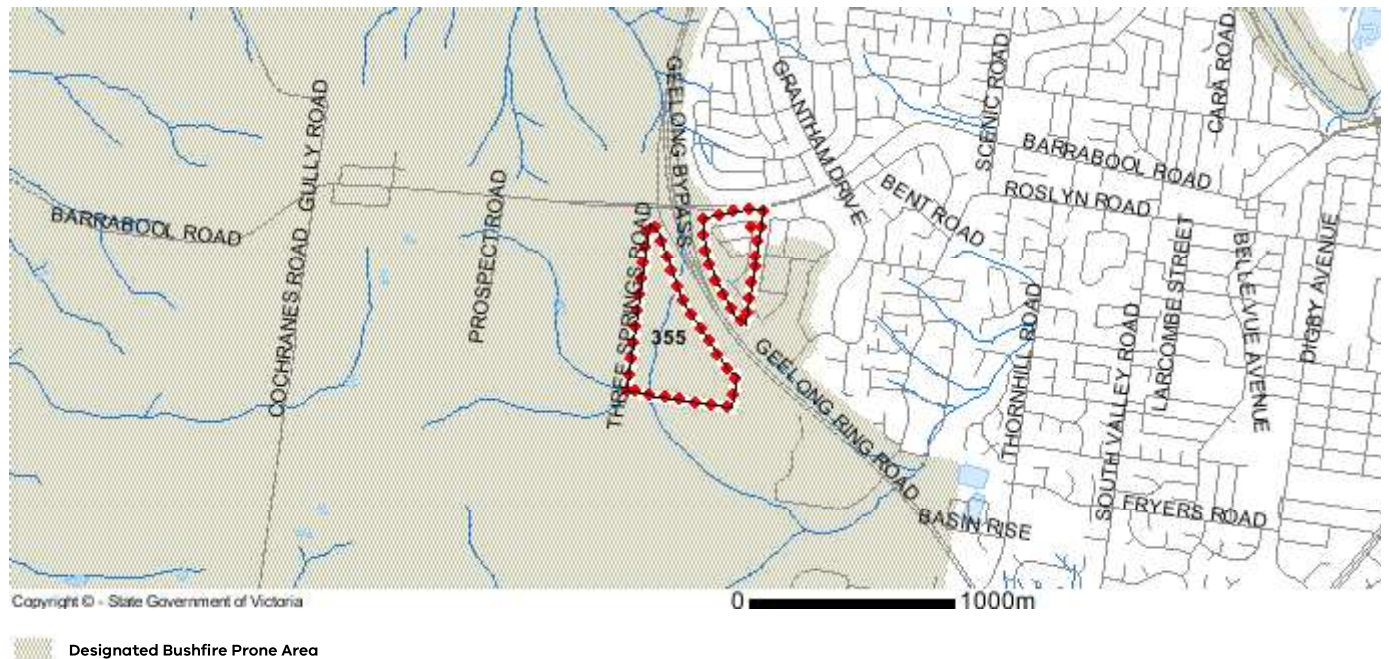 GEELONG BYPASS
GRANTHAM DRIVE
SCENIC ROAD
CARA ROAD
GULLY ROAD
BARRABOOL ROAD
BENT ROAD
ROSLYN ROAD
BARRABOOL ROAD
PROSPECT ROAD
THREE SPRINGS ROAD
COCHRANES ROAD
LARCOMBE STREET
BELLEVUE AVENUE
DIGBY AVENUE
355
GEELONG RING ROAD
THORNHILL ROAD
SOUTH VALLEY ROAD
FRYERS ROAD
BASIN RISE
Copyright © - State Government of Victoria
0 1000m
Designated Bushfire Prone Area